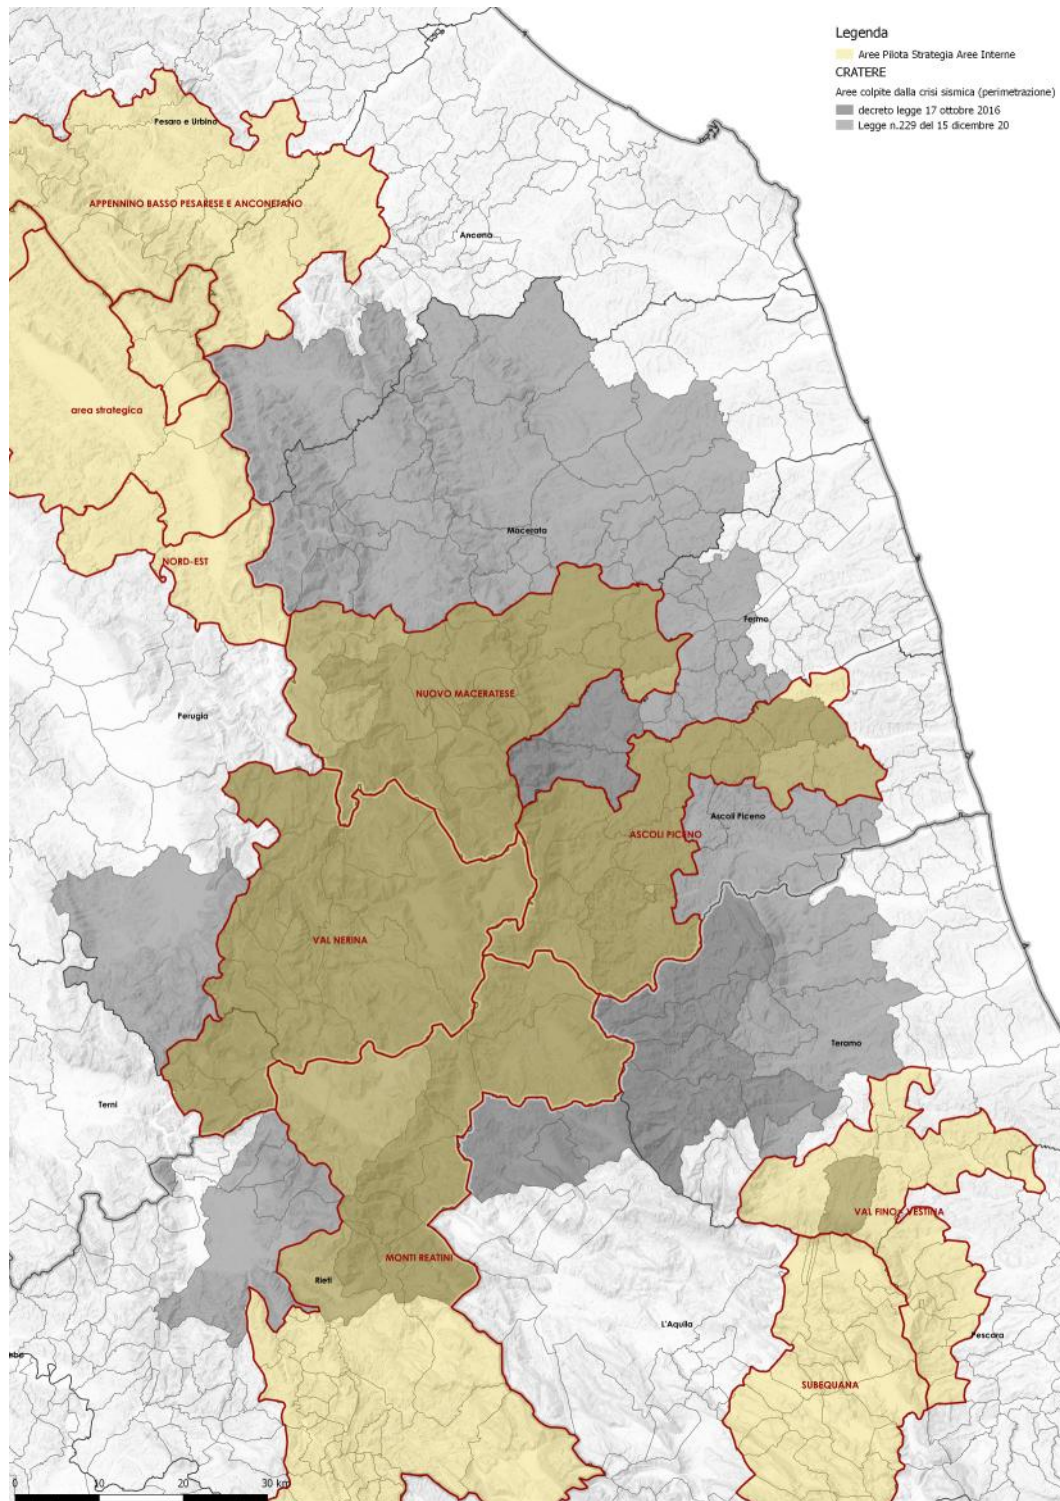 Legenda
Aree Pilota Strategia Aree Interne
CRATERE
Aree colpite dalla crisi sismica (perimetrazione)
decreto legge 17 ottobre 2016
Legge n.229 del 15 dicembre 20
Pesaro e Urbino
APPENNINO BASSO PESARESE E ANCONETANO
Ancona
area strategica
Macerata
NORD-EST
Fermo
NUOVO MACERATESE
Perugia
Ascoli Piceno
ASCOLI PICENO
VAL NERINA
Teramo
Terni
VAL FINO - VESTINA
MONTI REATINI
Rieti
L'Aquila
Pescara
SUBEQUANA
0 10 20 30 km